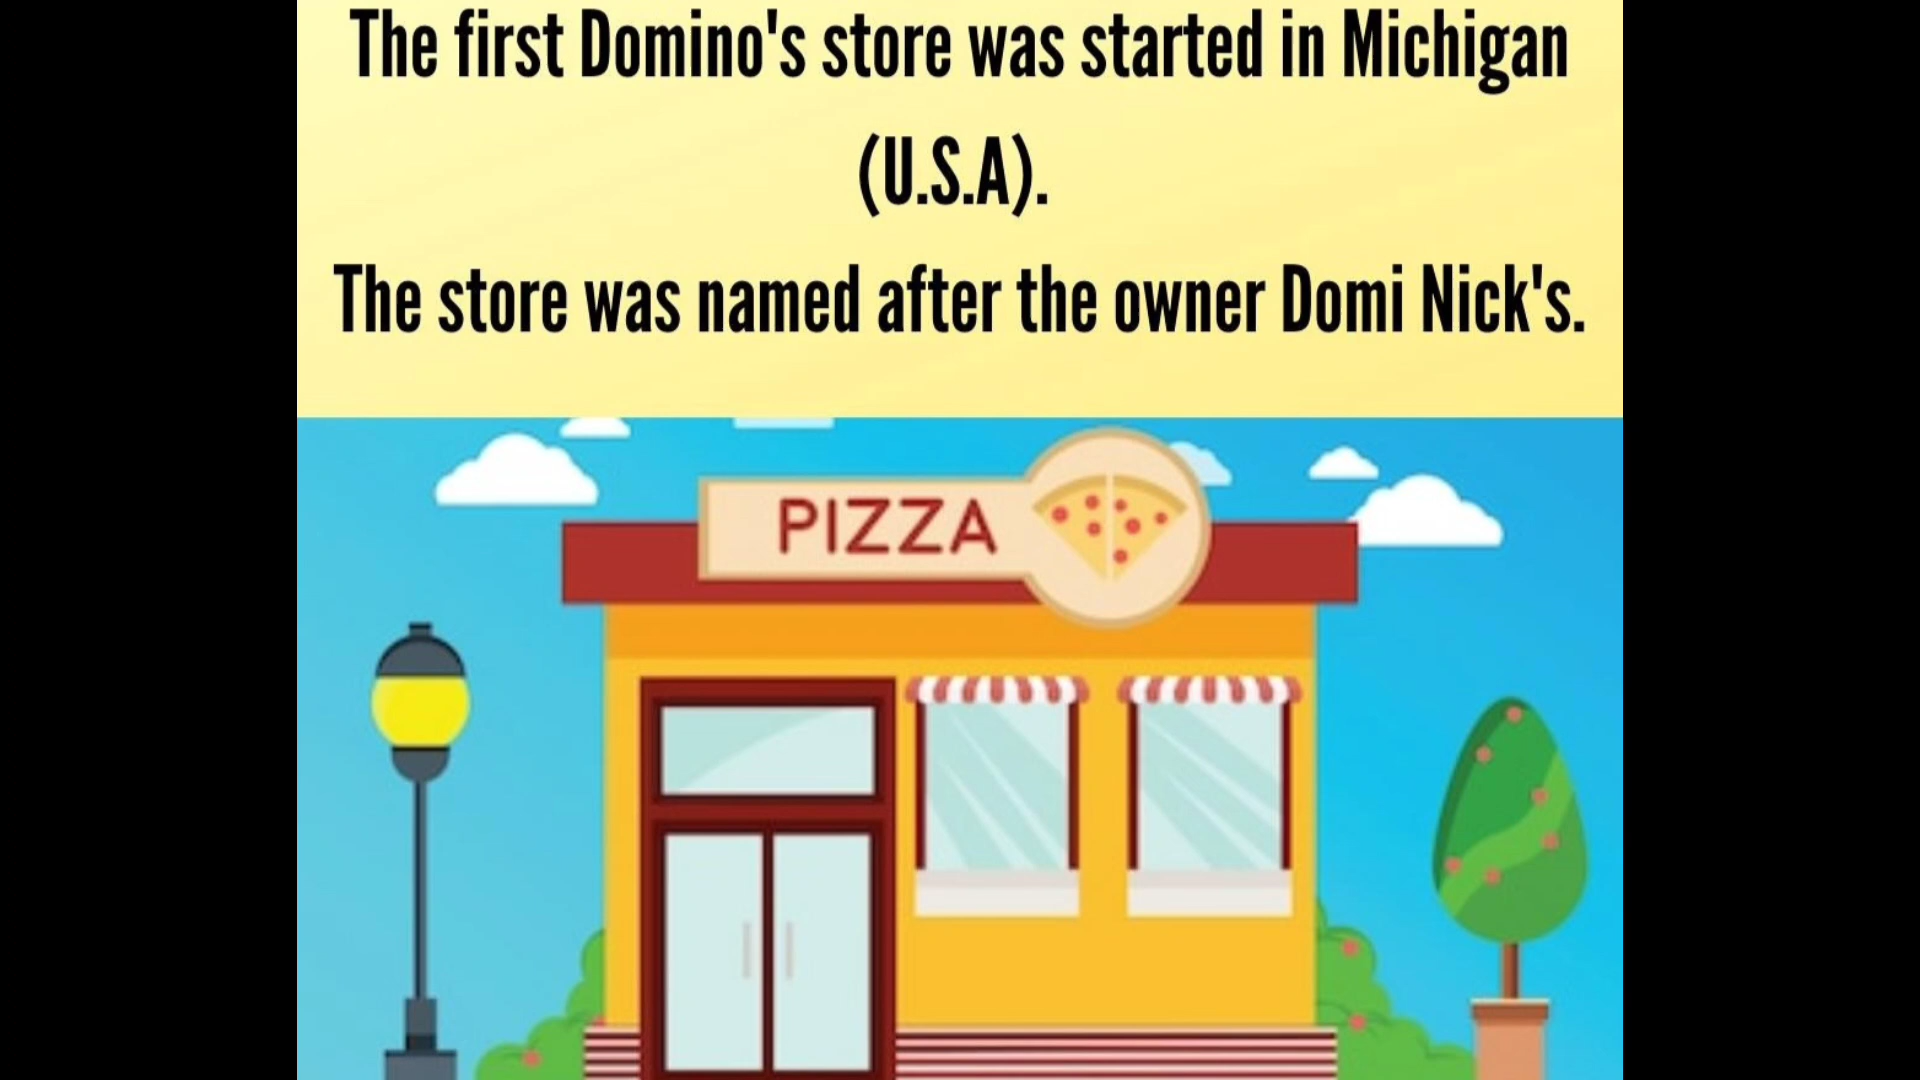 The first Domino's store was started in Michigan
(U.S.A).
The store was named after the owner Domi Nick's.
PIZZA